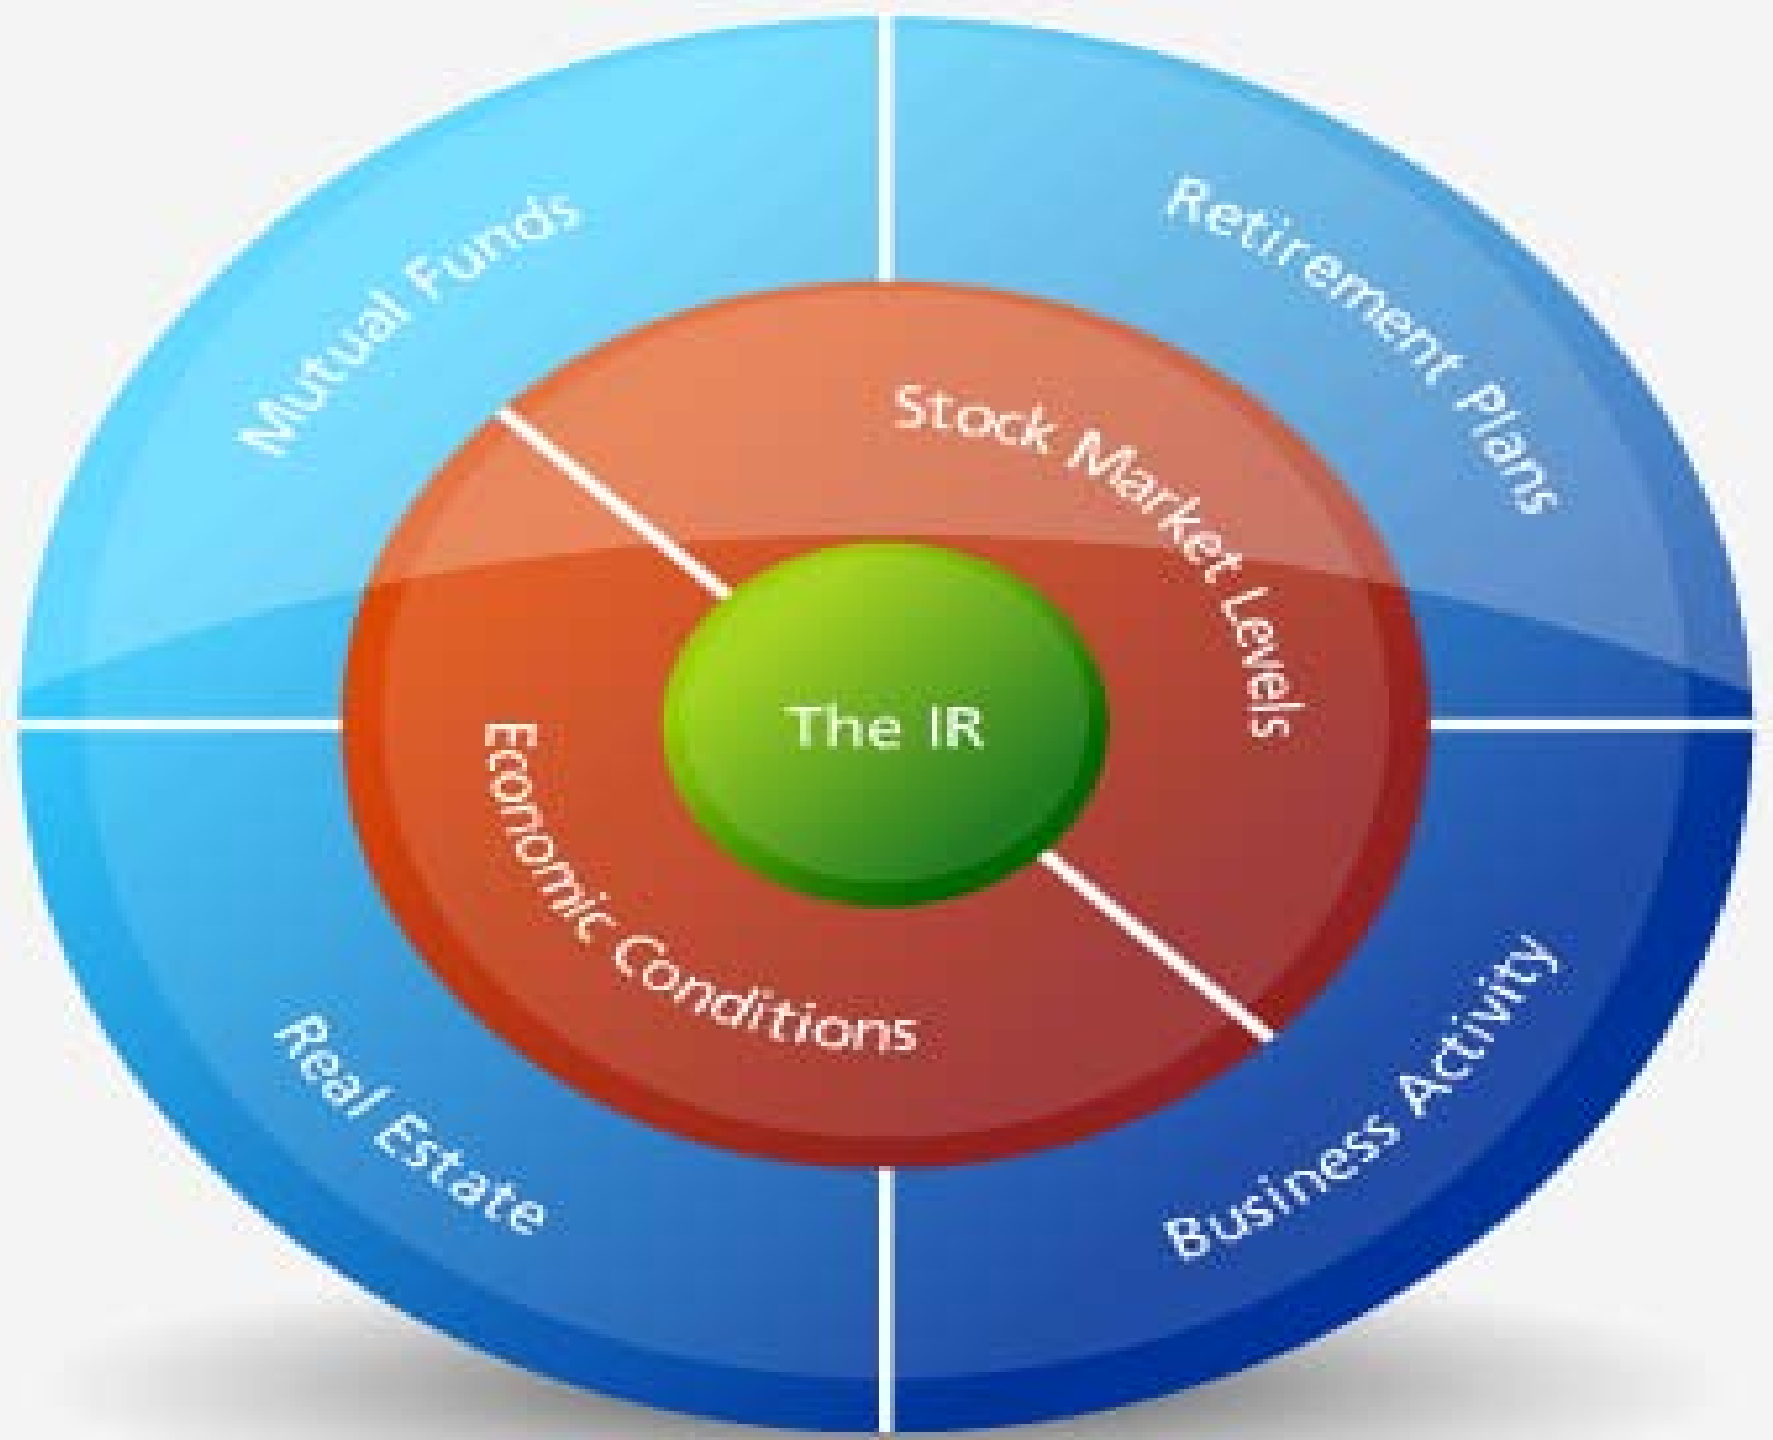 Mutual Funds
Retirement Plans
Stock Market Levels
The IR
Economic Conditions
Real Estate
Business Activity